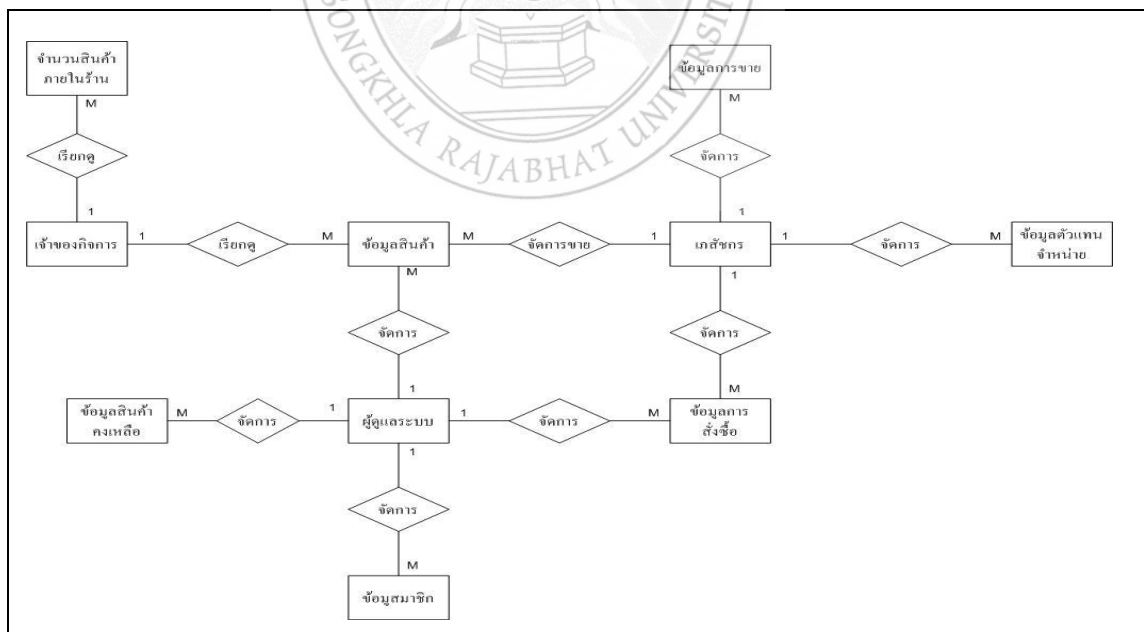 SONGKHLA RAJABHAT UNIVERSI
จำนวนสินค้า
ภายในร้าน
M
เรียกดู
1
ข้อมูลการขาย
M
จัดการ
1
เจ้าของกิจการ
1
เรียกดู
M
ข้อมูลสินค้า
M
จัดการขาย
1
เภสัชกร
1
จัดการ
M
ข้อมูลตัวแทน
จำหน่าย
M
จัดการ
1
1
จัดการ
M
ข้อมูลสินค้า
คงเหลือ
M
จัดการ
1
ผู้ดูแลระบบ
1
จัดการ
M
ข้อมูลการ
สั่งซื้อ
1
จัดการ
M
ข้อมูสมาชิก